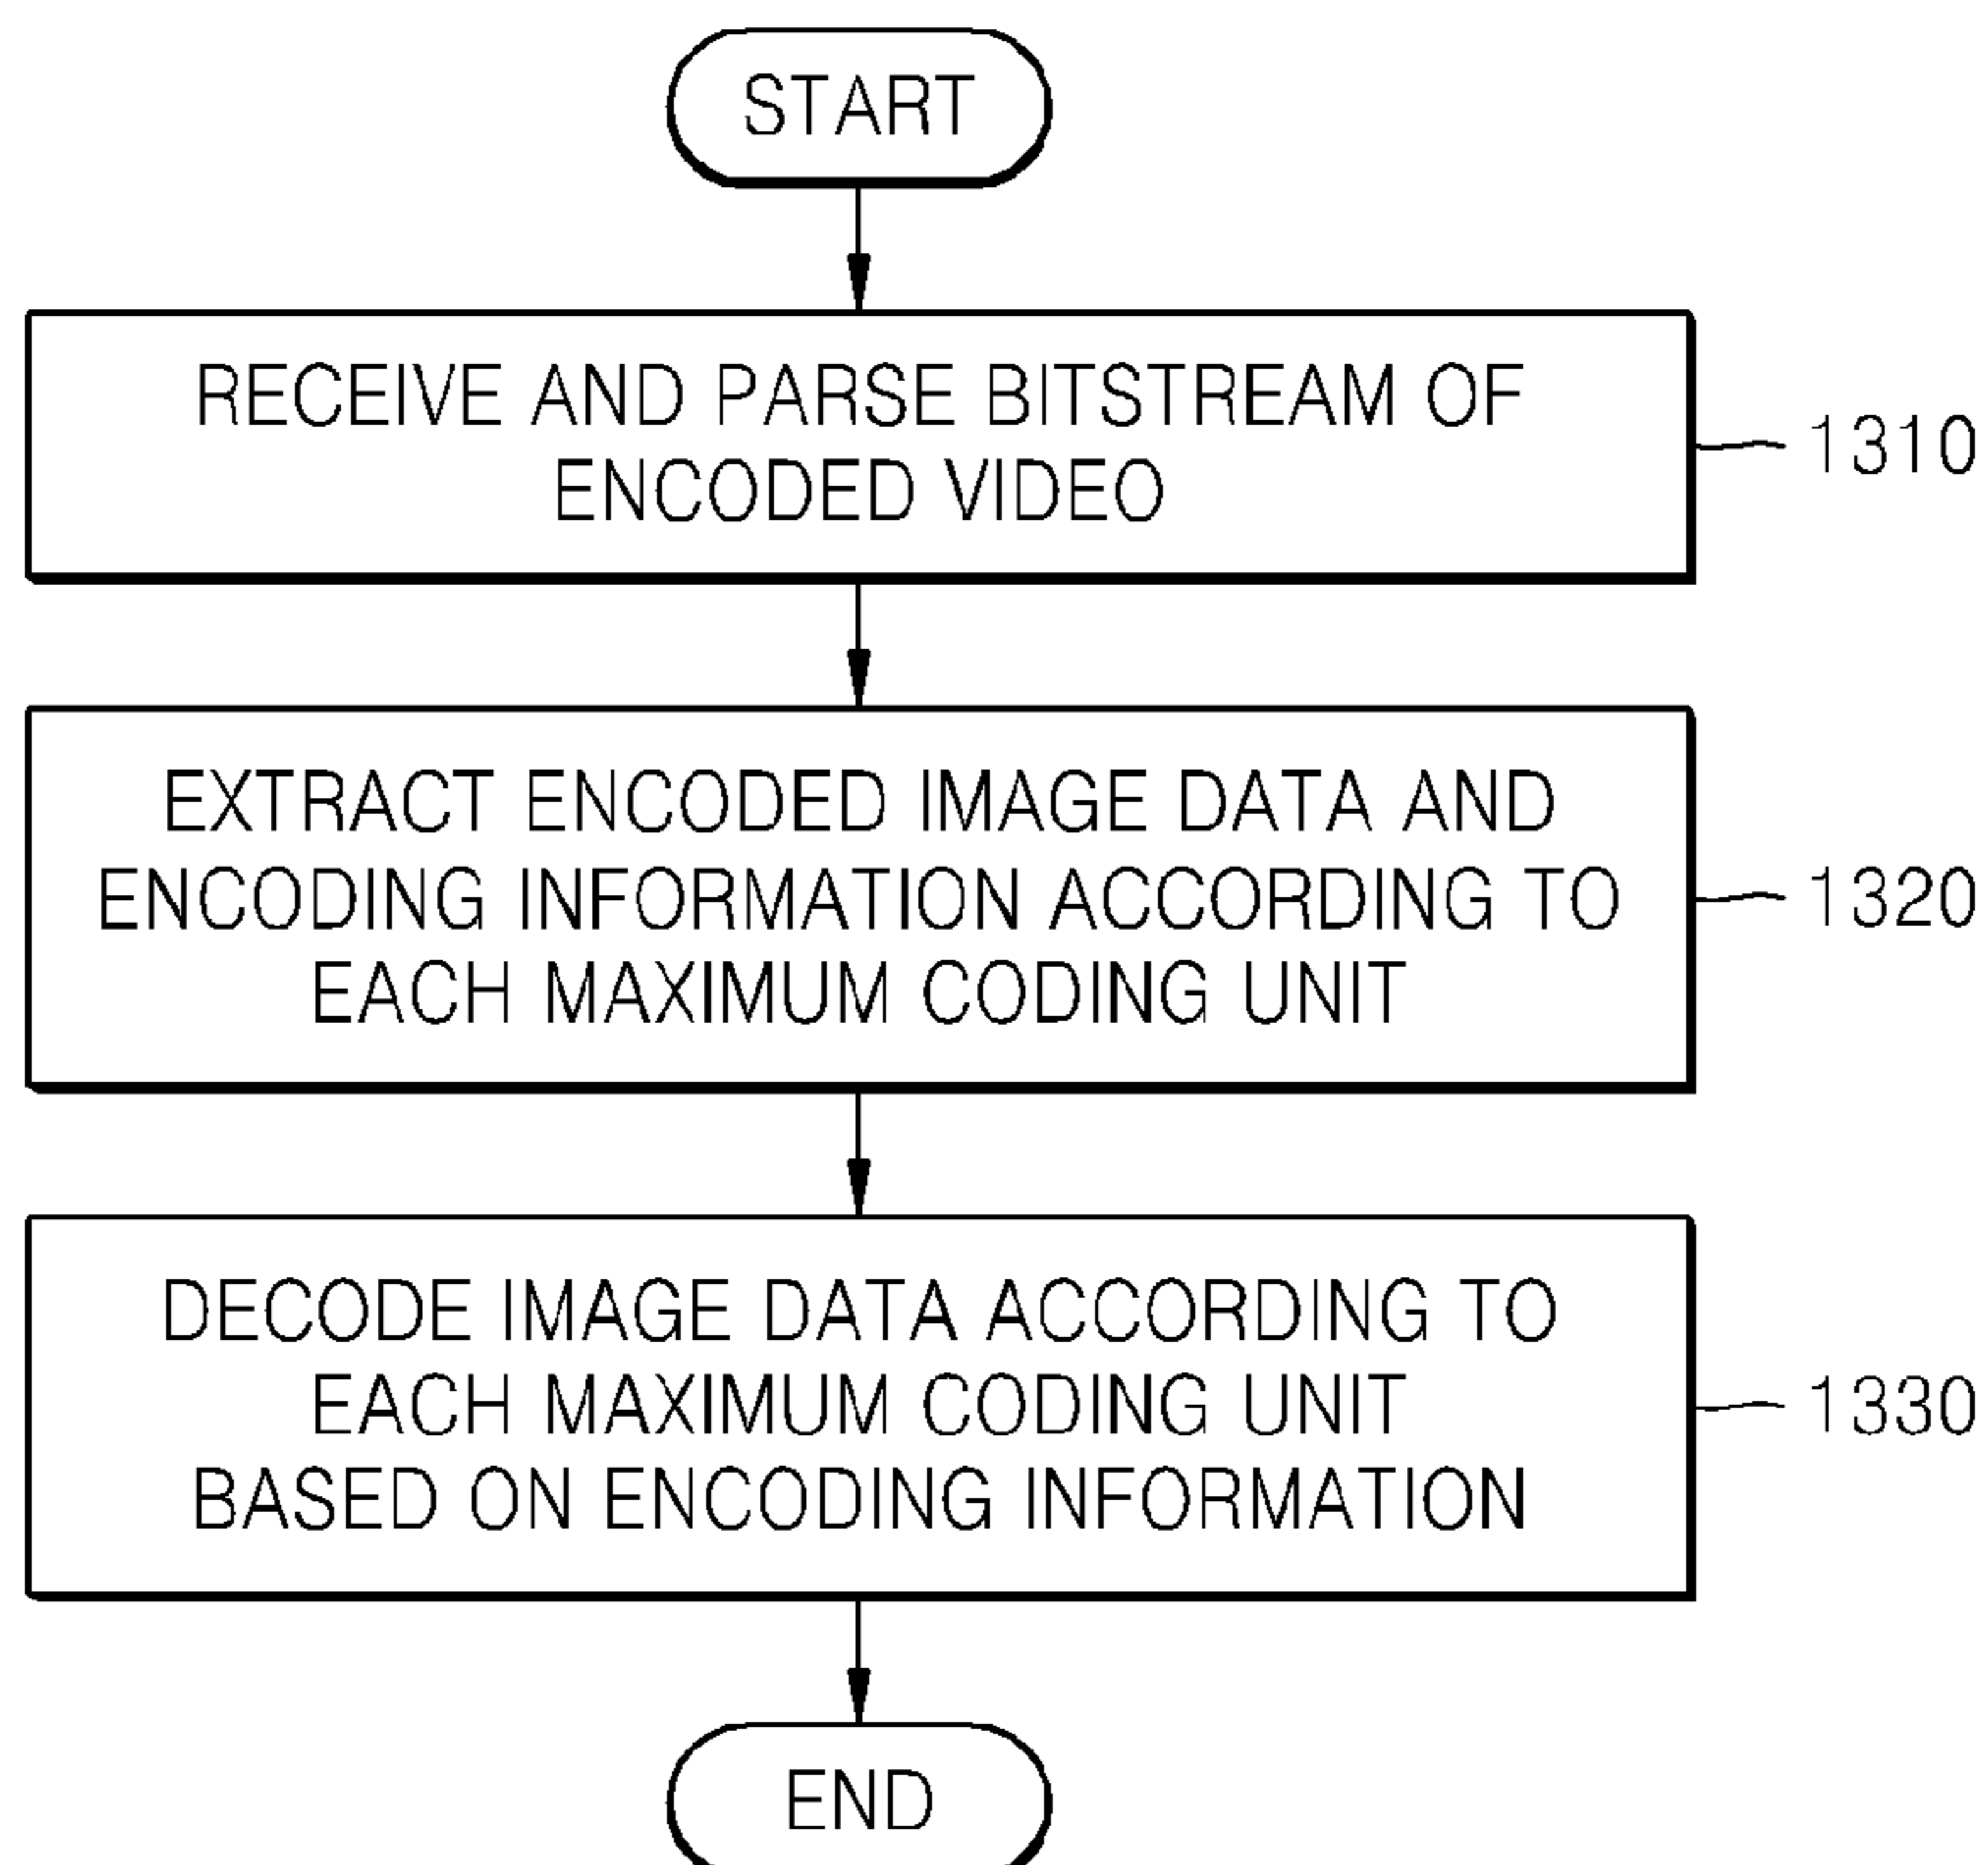 START
RECEIVE AND PARSE BITSTREAM OF
ENCODED VIDEO
1310
EXTRACT ENCODED IMAGE DATA AND
ENCODING INFORMATION ACCORDING TO
EACH MAXIMUM CODING UNIT
1320
DECODE IMAGE DATA ACCORDING TO
EACH MAXIMUM CODING UNIT
BASED ON ENCODING INFORMATION
1330
END